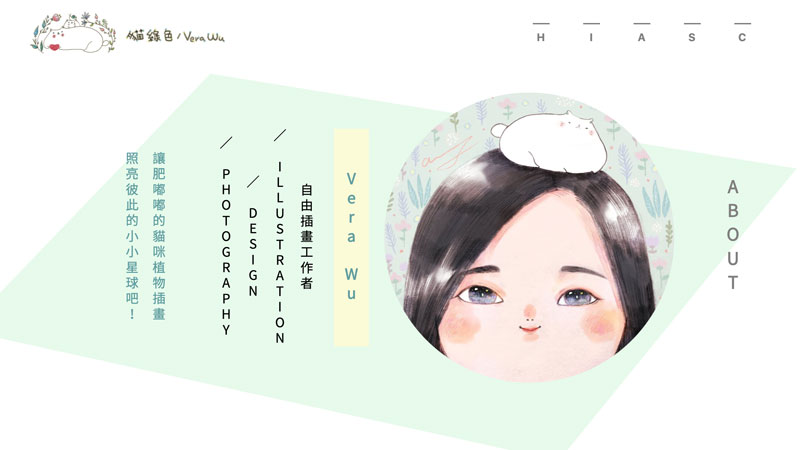 貓綠色/Vera Wu
H I A S C
ABOUT
Vera Wu
自由插畫工作者
/ ILLUSTRATION
/ DESIGN
/ PHOTOGRAPHY
讓肥嘟嘟的貓咪植物插畫
照亮彼此的小小星球吧！